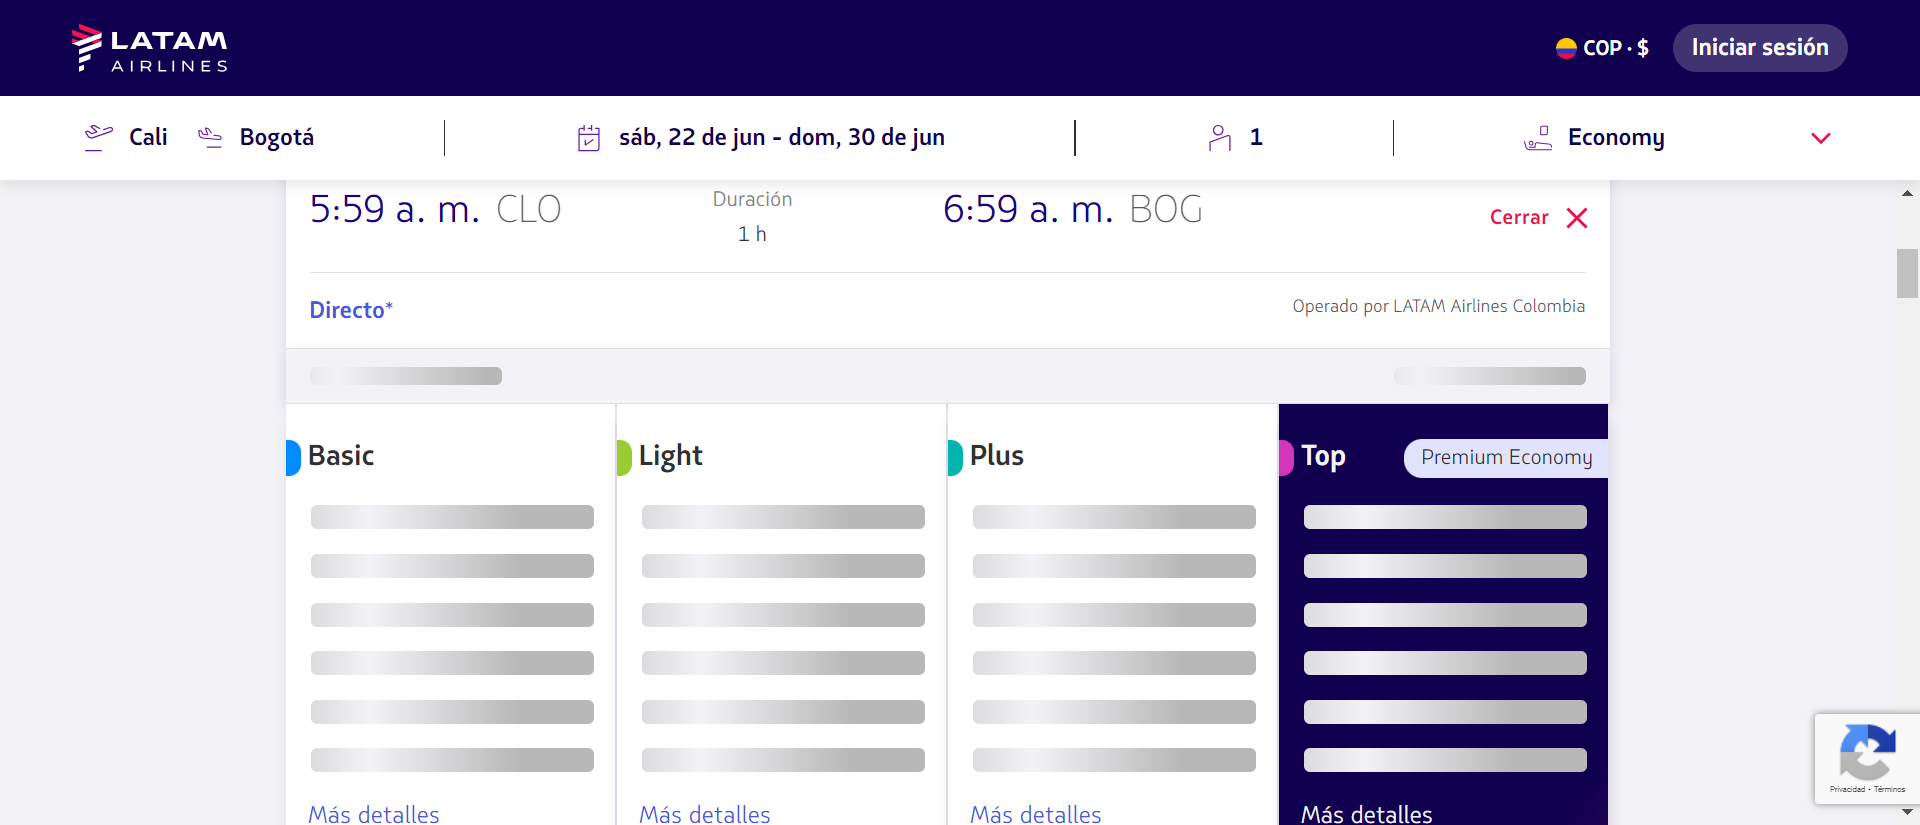 LATAM
AIRLINES
COP · $
Iniciar sesión
Cali
Bogotá
sáb, 22 de jun - dom, 30 de jun
1
Economy
5:59 a. m. CLO
Duración
1 h
6:59 a. m. BOG
Cerrar
Directo*
Operado por LATAM Airlines Colombia
Basic
Light
Plus
Top
Premium Economy
Más detalles
Más detalles
Más detalles
Más detalles
Privacidad - Términos